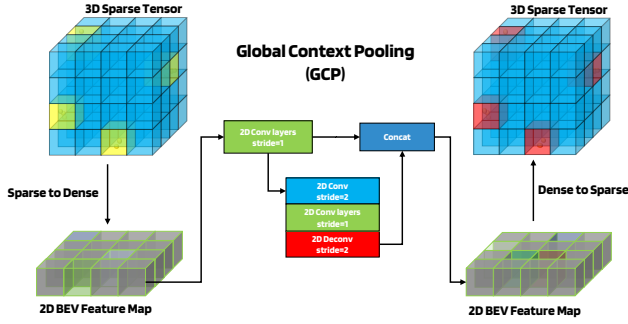 3D Sparse Tensor
3D Sparse Tensor
Global Context Pooling
(GCP)
2D Conv layers
stride=1
Concat
Sparse to Dense
2D Conv
stride=2
2D Conv layers
stride=1
2D Deconv
stride=2
Dense to Sparse
2D BEV Feature Map
2D BEV Feature Map